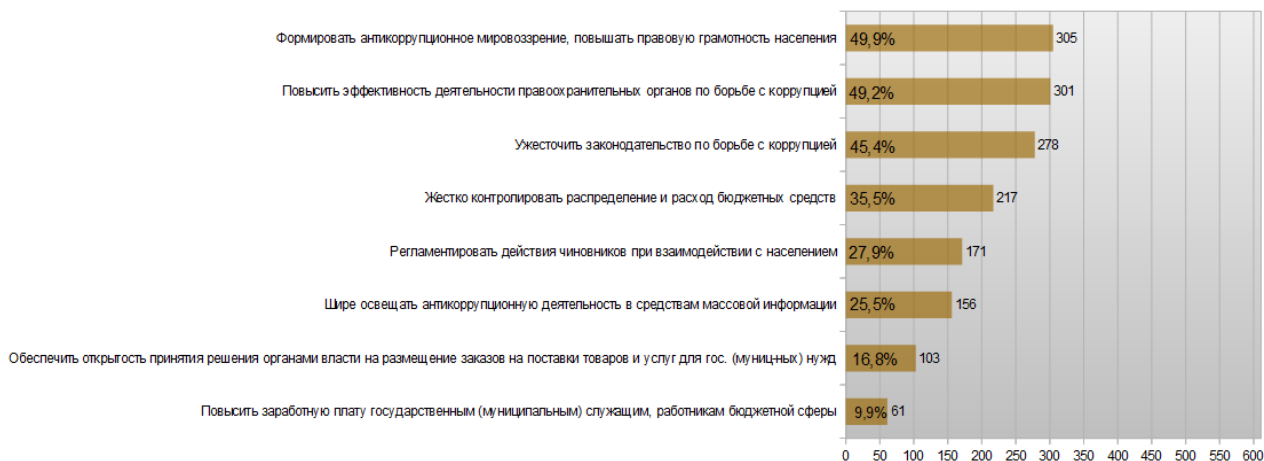 Формировать антикоррупционное мировоззрение, повышать правовую грамотность населения 49,9% 305
Повысить эффективность деятельности правоохранительных органов по борьбе с коррупцией 49,2% 301
Ужесточить законодательство по борьбе с коррупцией 45,4% 278
Жестко контролировать распределение и расход бюджетных средств 35,5% 217
Регламентировать действия чиновников при взаимодействии с населением 27,9% 171
Шире освещать антикоррупционную деятельность в средствам массовой информации 25,5% 156
Обеспечить открытость принятия решения органами власти на размещение заказов на поставки товаров и услуг для гос. (муниц-ных) нужд 16,8% 103
Повысить заработную плату государственным (муниципальным) служащим, работникам бюджетной сферы 9,9% 61
0 50 100 150 200 250 300 350 400 450 500 550 600